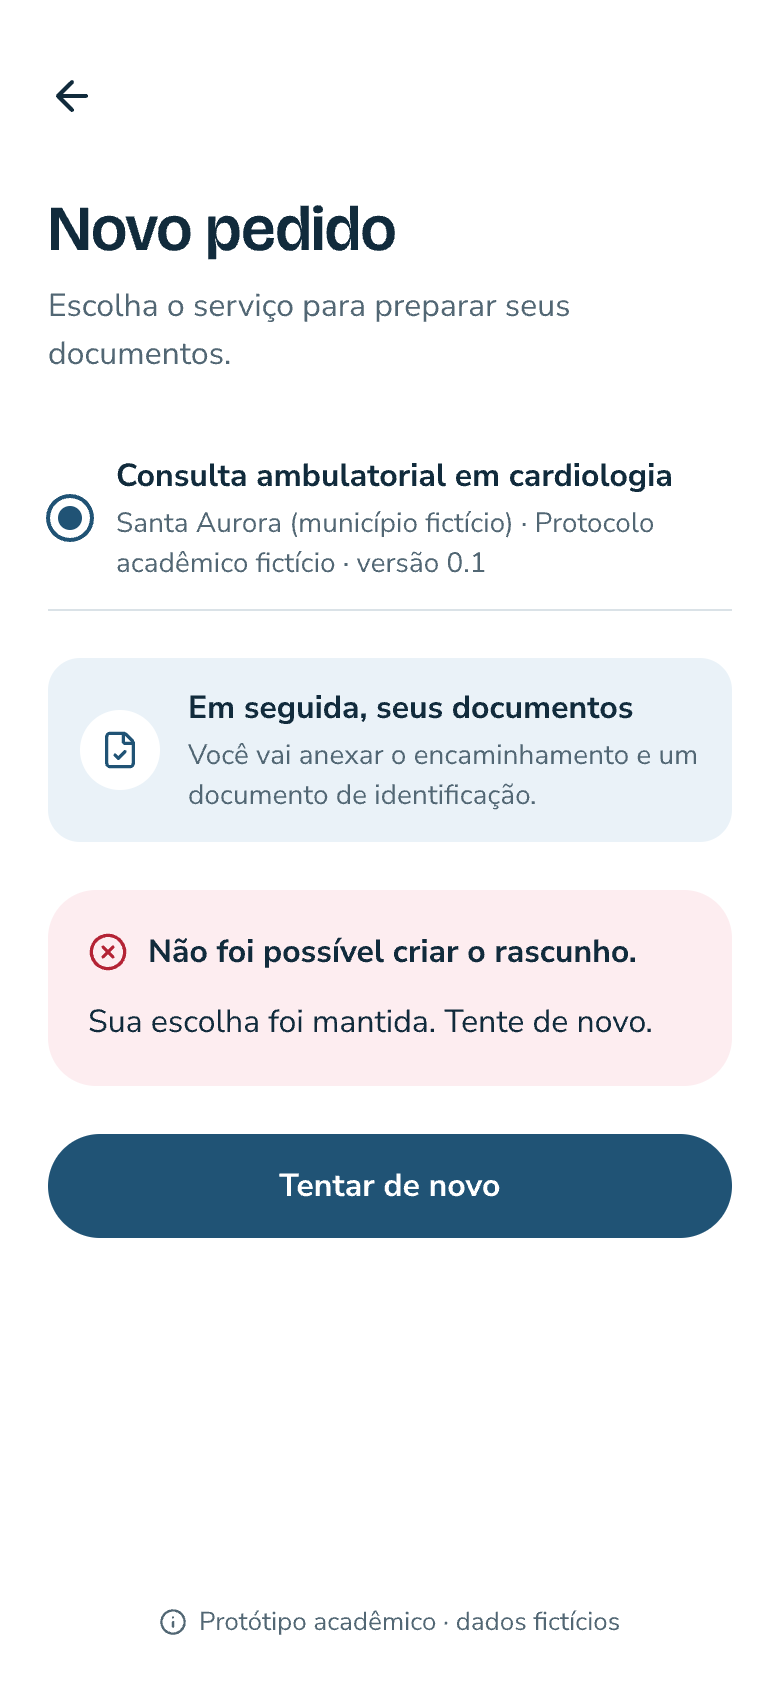 Novo pedido
Escolha o serviço para preparar seus
documentos.
Consulta ambulatorial em cardiologia
Santa Aurora (município fictício) · Protocolo
acadêmico fictício · versão 0.1
Em seguida, seus documentos
Você vai anexar o encaminhamento e um
documento de identificação.
Não foi possível criar o rascunho.
Sua escolha foi mantida. Tente de novo.
Tentar de novo
Protótipo acadêmico · dados fictícios